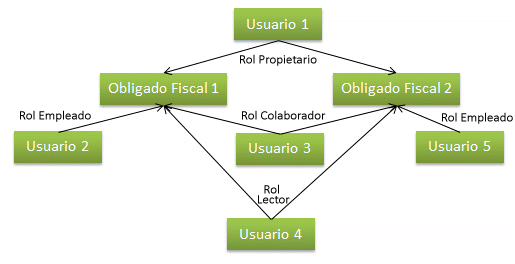 Usuario 1
Rol Propietario
Obligado Fiscal 1
Obligado Fiscal 2
Rol Empleado
Rol Colaborador
Rol Empleado
Usuario 2
Usuario 3
Usuario 5
Rol
Lector
Usuario 4